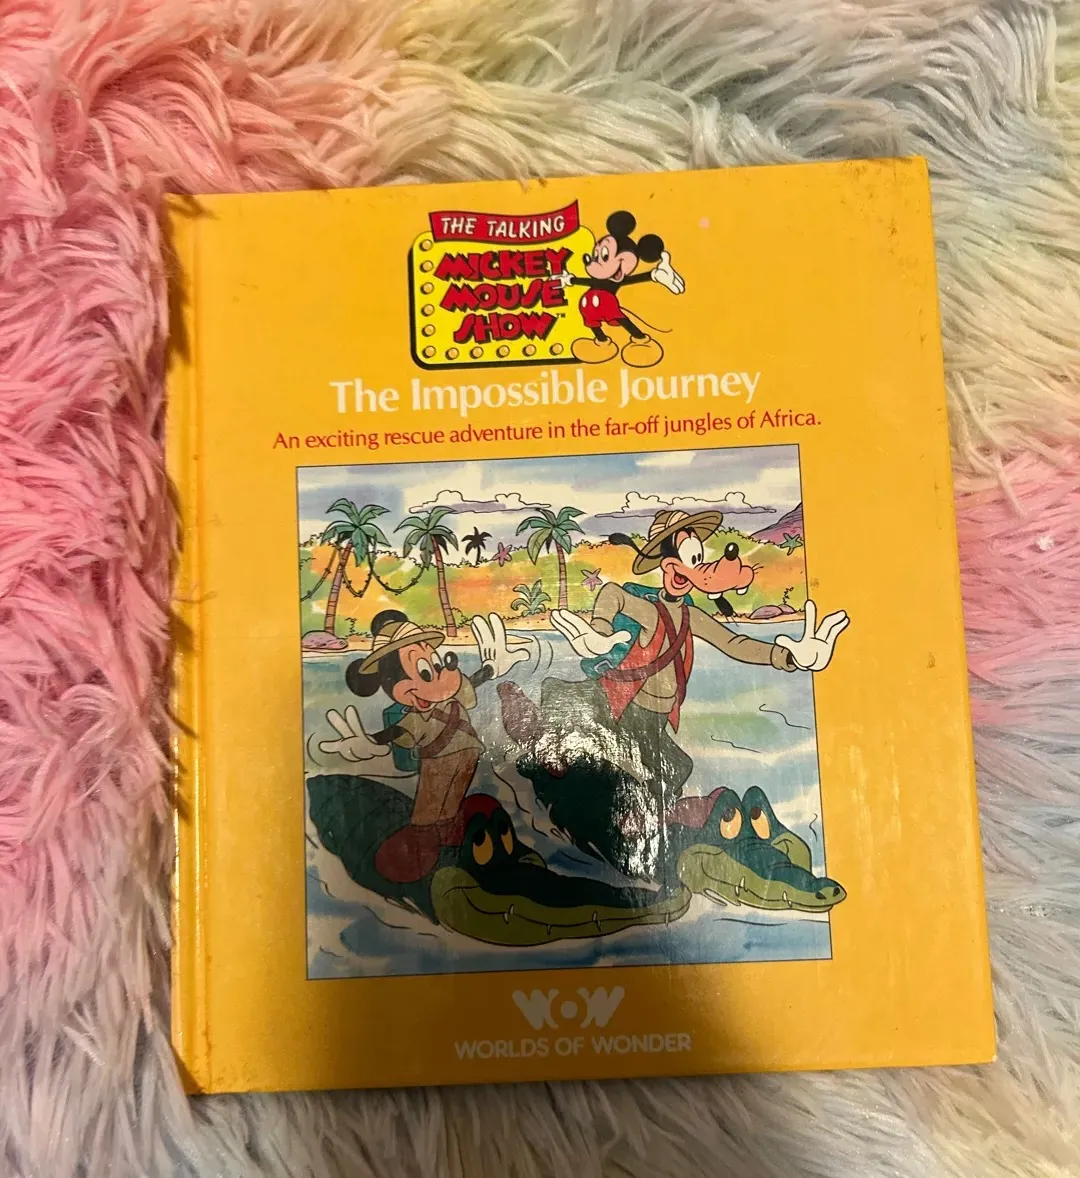 THE TALKING
MICKEY
MOUSE
SHOW™
The Impossible Journey
An exciting rescue adventure in the far-off jungles of Africa.
WOW
WORLDS OF WONDER